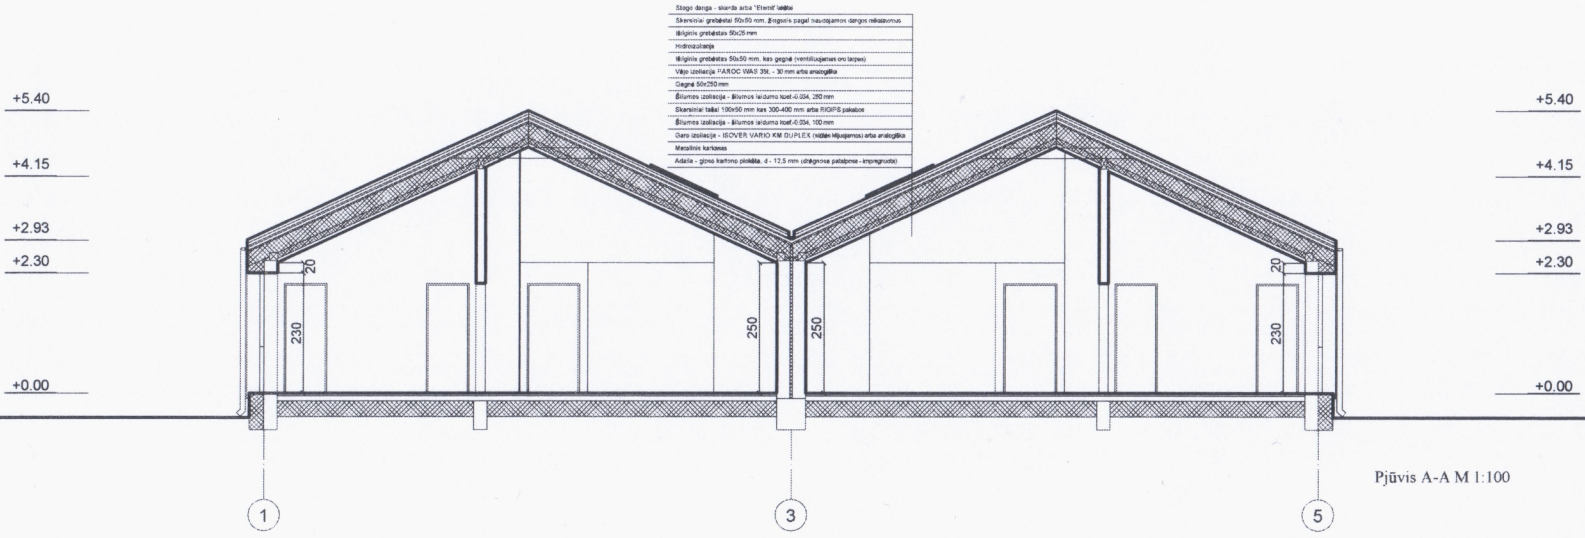 Stogo danga - skarda arba "Eternit" lakštai
Skersiniai grebėstai 50x50 mm, žingsnis pagal naudojamos dangos reikalavimus
Išilginis grebėstas 50x25 mm
Hidroizoliacija
Išilginis grebėstas 50x50 mm, kas gegnė (ventiliuojamas oro tarpas)
Vėjo izoliacija PAROC WAS 35t, - 30 mm arba analogiška
Gegnė 50x250 mm
Šilumos izoliacija - šilumos laidumo koef.-0.034, 250 mm
Skersiniai tašai 100x50 mm kas 300-400 mm arba RIGIPS pakabos
Šilumos izoliacija - šilumos laidumo koef.-0.034, 100 mm
Garo izoliacija - ISOVER VARIO KM DUPLEX (siūlės klijuojamos) arba analogiška
Metalinis karkasas
Adaila - gipso kartono plokštė, d - 12,5 mm (drėgnose patalpose - impregnuota)
+5.40 +5.40
+4.15 +4.15
+2.93 +2.93
+2.30 20 20 +2.30
230 250 250 230
+0.00 +0.00
Pjūvis A-A M 1:100
1 3 5